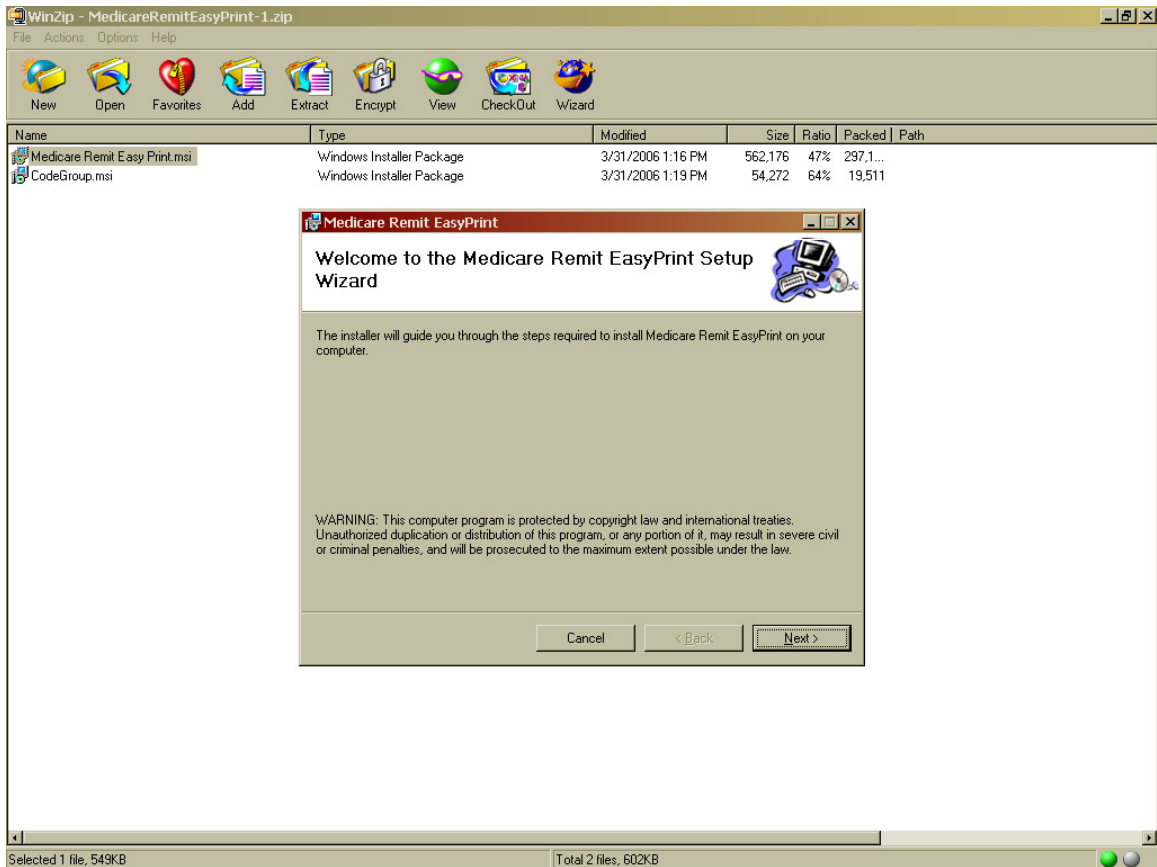 WinZip - MedicareRemitEasyPrint-1.zip
File Actions Options Help
New Open Favorites Add Extract Encrypt View CheckOut Wizard
Name Type Modified Size Ratio Packed Path
Medicare Remit Easy Print.msi Windows Installer Package 3/31/2006 1:16 PM 562,176 47% 297,1...
CodeGroup.msi Windows Installer Package 3/31/2006 1:19 PM 54,272 64% 19,511
Medicare Remit EasyPrint
Welcome to the Medicare Remit EasyPrint Setup
Wizard
The installer will guide you through the steps required to install Medicare Remit EasyPrint on your
computer.
WARNING: This computer program is protected by copyright law and international treaties.
Unauthorized duplication or distribution of this program, or any portion of it, may result in severe civil
or criminal penalties, and will be prosecuted to the maximum extent possible under the law.
Cancel < Back Next >
Selected 1 file, 549KB Total 2 files, 602KB